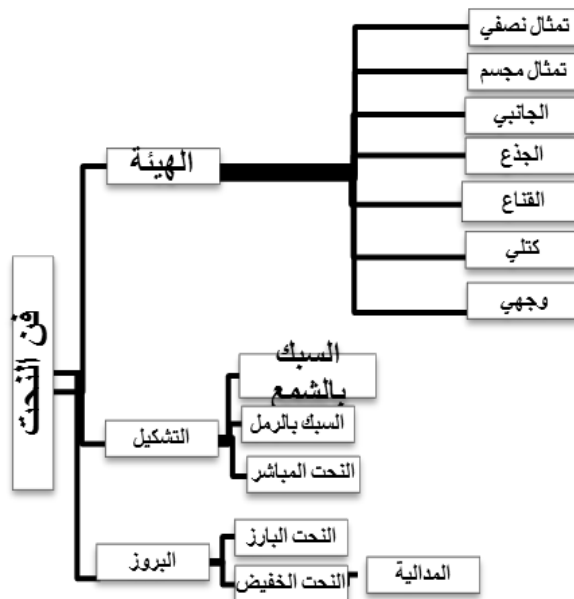 فن النحت
الهيئة
تمثال نصفي
تمثال مجسم
الجانبي
الجذع
القناع
كتلي
وجهي
التشكيل
السبك
بالشمع
السبك بالرمل
النحت المباشر
البروز
النحت البارز
النحت الخفيض
المدالية